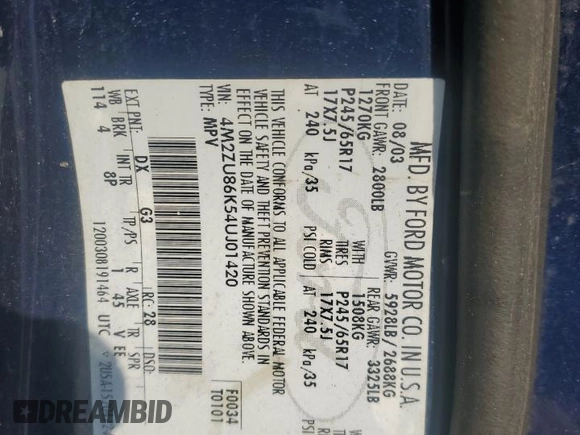 MFD. BY FORD MOTOR CO. IN U.S.A.
DATE: 08/03 GVWR: 5928LB/2688KG
FRONT GAWR: 2800LB REAR GAWR: 3325LB
1270KG WITH 1508KG
P245/65R17 TIRES P245/65R17
17X7.5J RIMS 17X7.5J
AT 240 kPa/35 PSI COLD AT 240 kPa/35
THIS VEHICLE CONFORMS TO ALL APPLICABLE FEDERAL MOTOR
VEHICLE SAFETY AND THEFT PREVENTION STANDARDS IN
EFFECT ON THE DATE OF MANUFACTURE SHOWN ABOVE.
VIN: 4M2ZU86K54UJ01420
TYPE: MPV
F0034
T0101
EXT PNT: DX G3 RC: 28 DSO:
WB BRK INT TR TP/PS R AXLE TR SPR
114 4 8P 1 45 V EE
1200308191464 UTC
DREAMBID